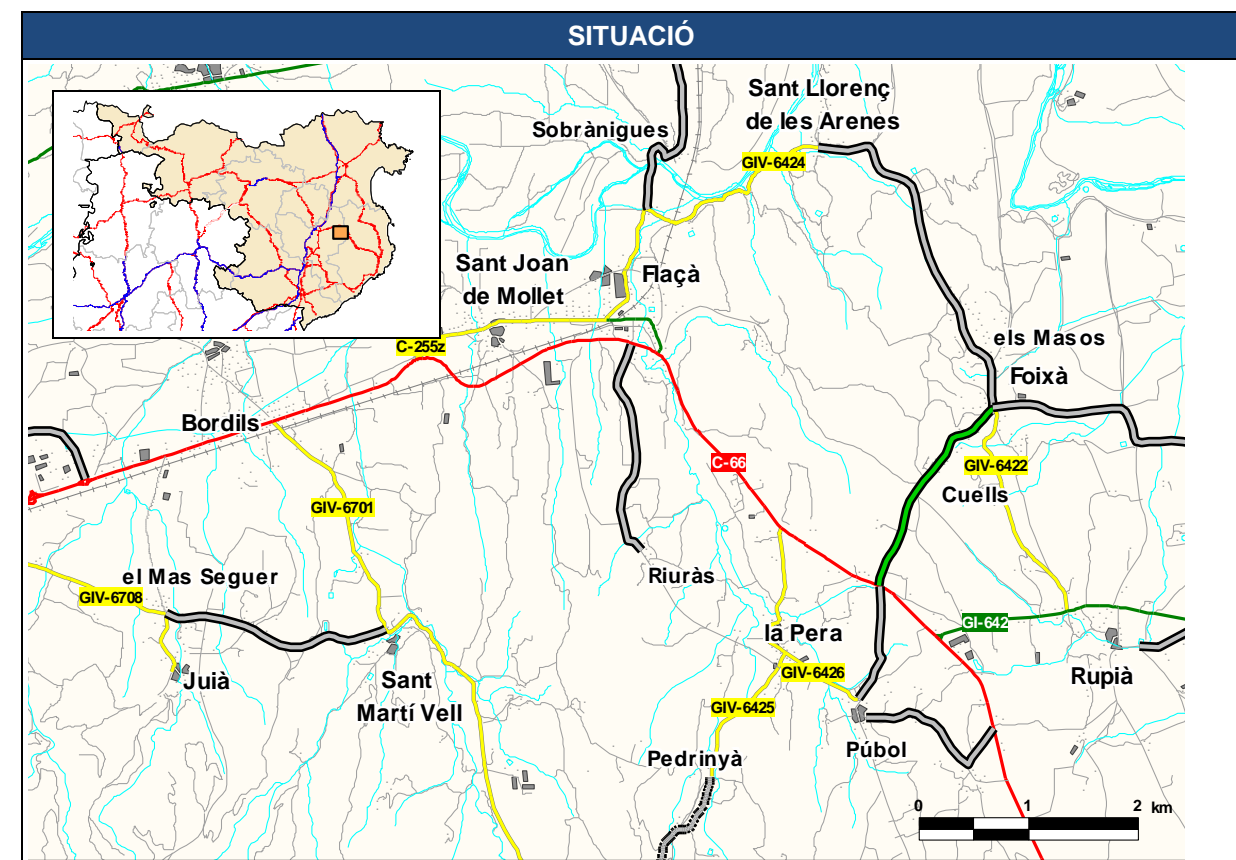 SITUACIÓ
Sant Llorenç
de les Arenes
Sobrànigues
GIV-6424
Sant Joan
de Mollet
Flaçà
C-255z
els Masos
Foixà
Bordils
C-66
GIV-6422
Cuells
GIV-6701
el Mas Seguer
Riuràs
GIV-6708
GI-642
la Pera
Juià
Sant
Martí Vell
GIV-6426
Rupià
GIV-6425
Púbol
Pedrinyà
0 1 2 km